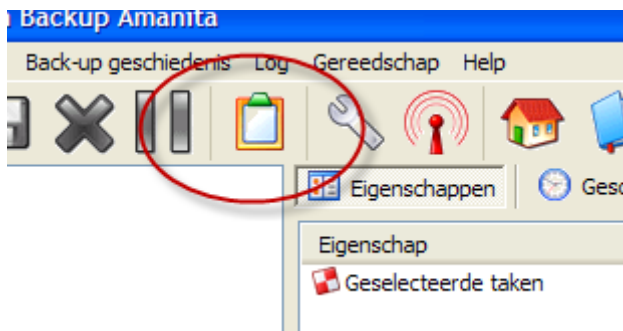 Backup Amanita
Back-up geschiedenis Log Gereedschap Help
Eigenschappen
Eigenschap
Geselecteerde taken